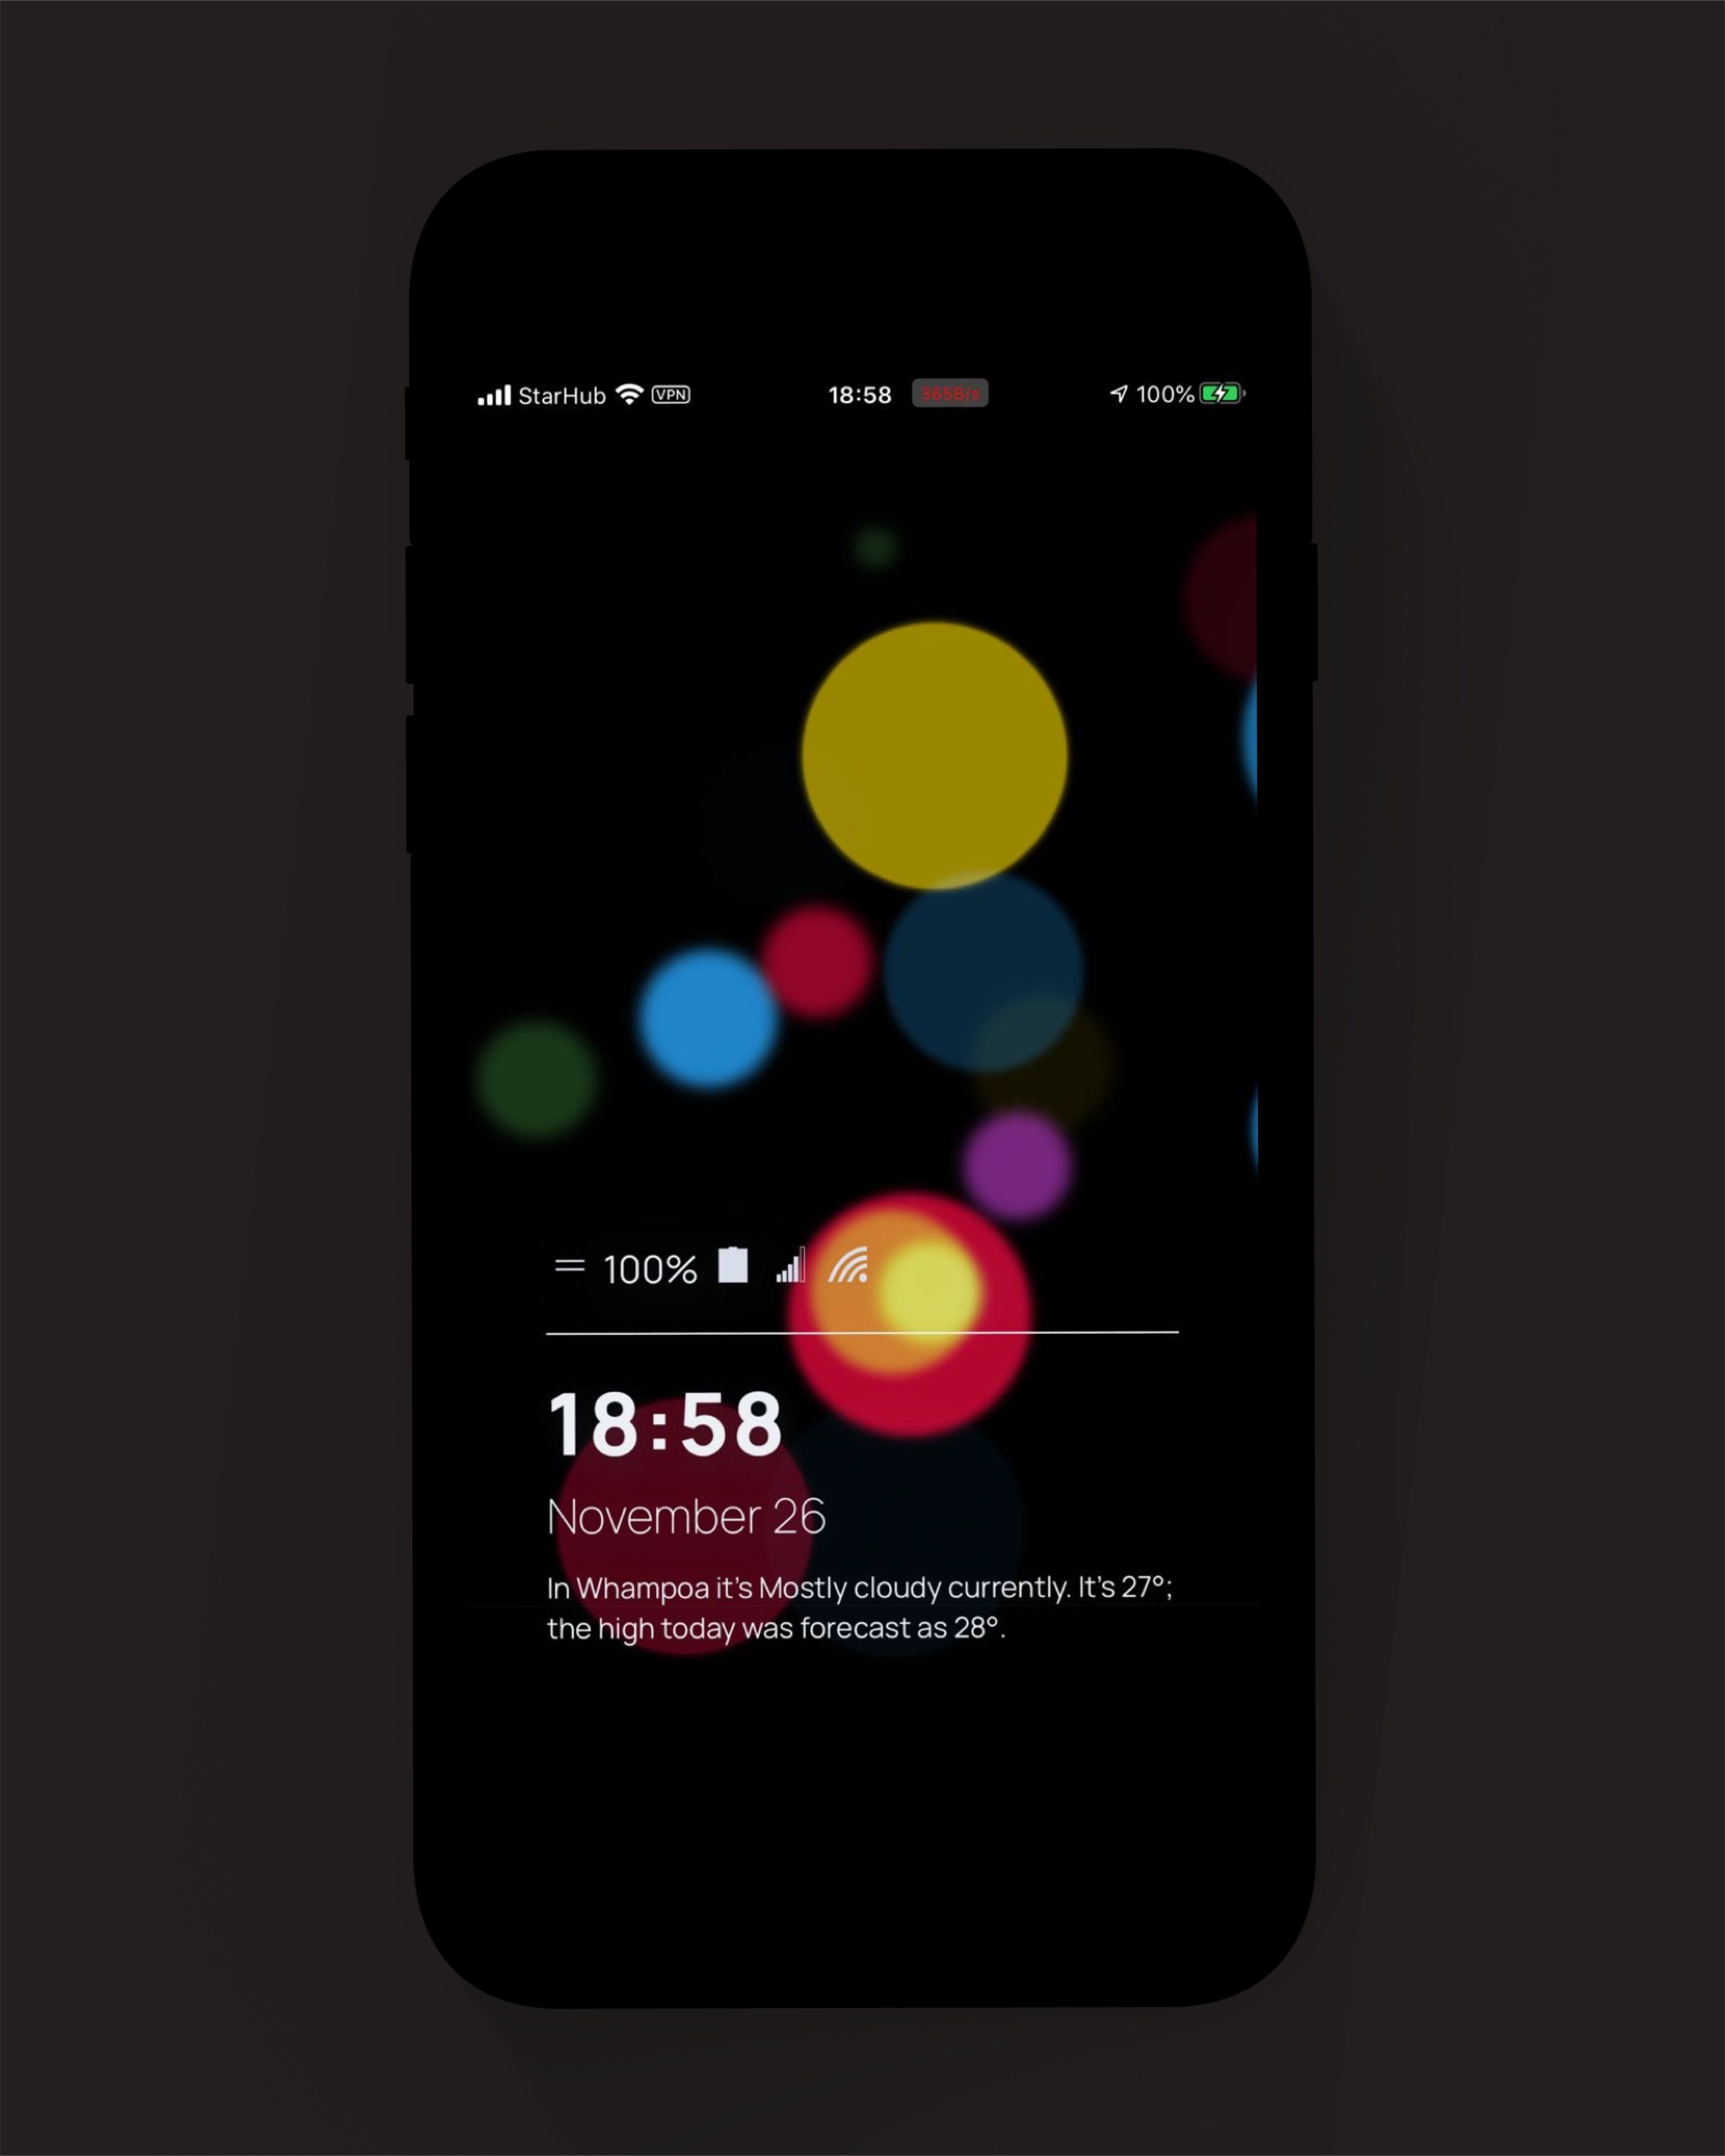 StarHub VPN 18:58 3658/s 100%
100%
18:58
November 26
In Whampoa it's Mostly cloudy currently. It's 27°;
the high today was forecast as 28°.